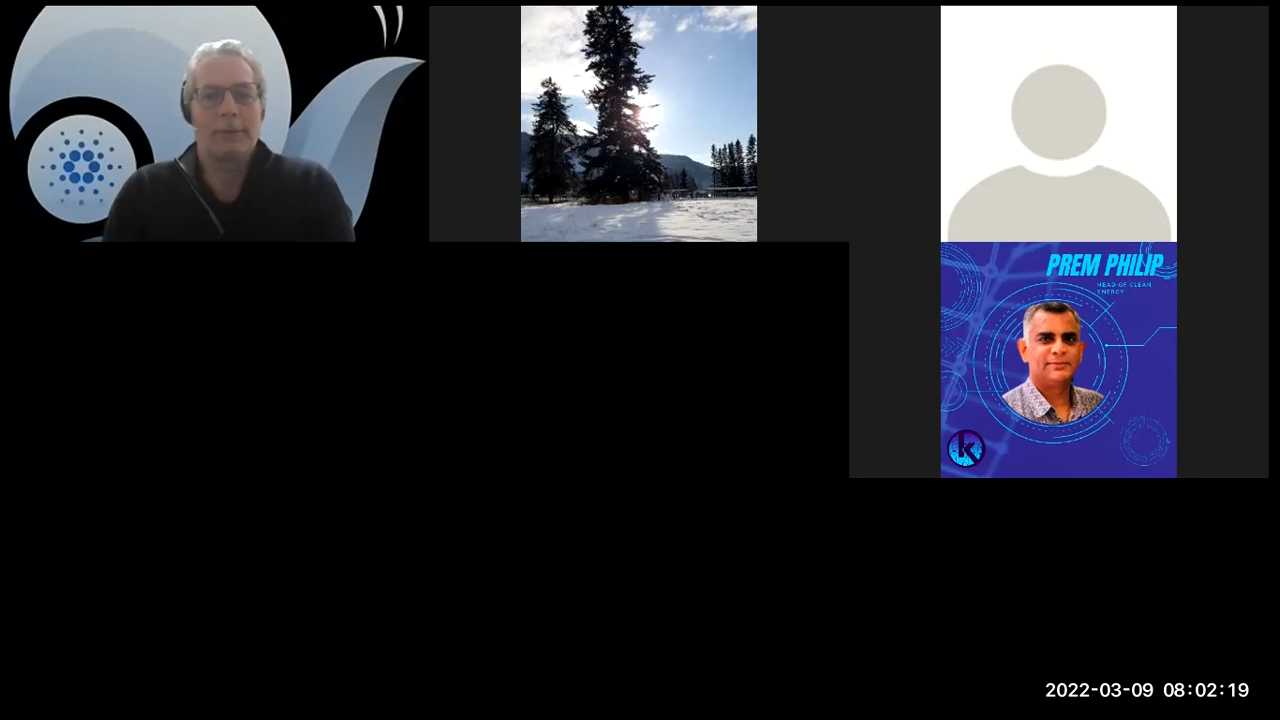 PREM PHILIP
HEAD OF CLEAN
ENERGY
k
2022-03-09 08:02:19